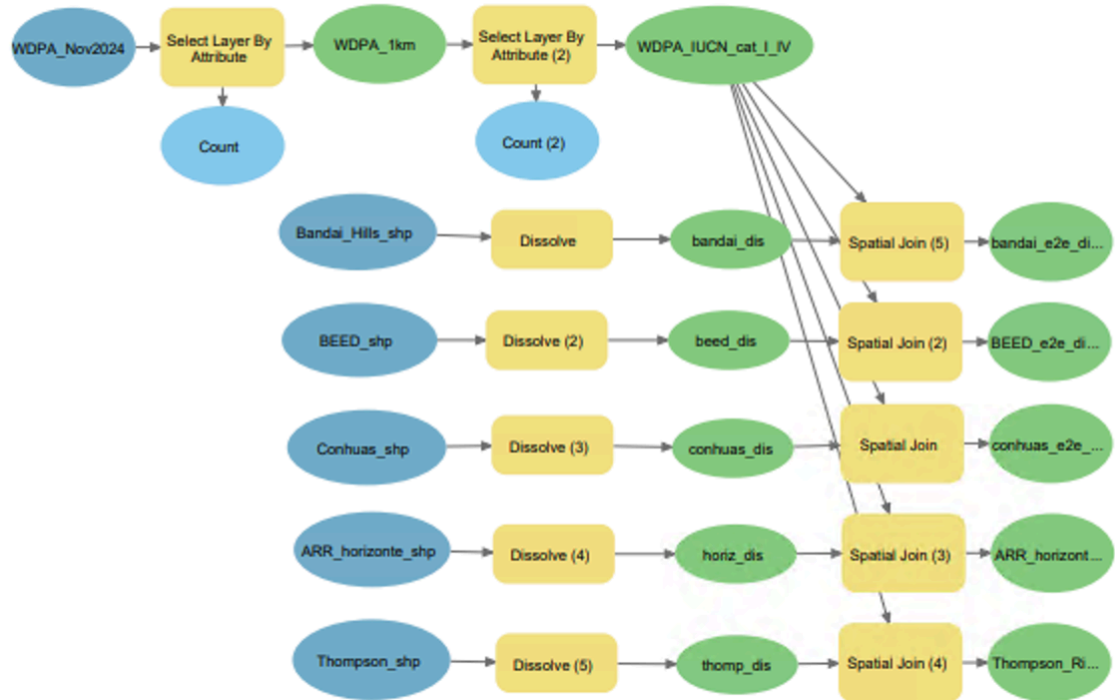 WDPA_Nov2024
Select Layer By
Attribute
WDPA_1km
Select Layer By
Attribute (2)
WDPA_IUCN_cat_I_IV
Count
Count (2)
Bandai_Hills_shp
Dissolve
bandai_dis
Spatial Join (5)
bandai_e2e_di...
BEED_shp
Dissolve (2)
beed_dis
Spatial Join (2)
BEED_e2e_di...
Conhuas_shp
Dissolve (3)
conhuas_dis
Spatial Join
conhuas_e2e_...
ARR_horizonte_shp
Dissolve (4)
horiz_dis
Spatial Join (3)
ARR_horizont...
Thompson_shp
Dissolve (5)
thomp_dis
Spatial Join (4)
Thompson_Ri...